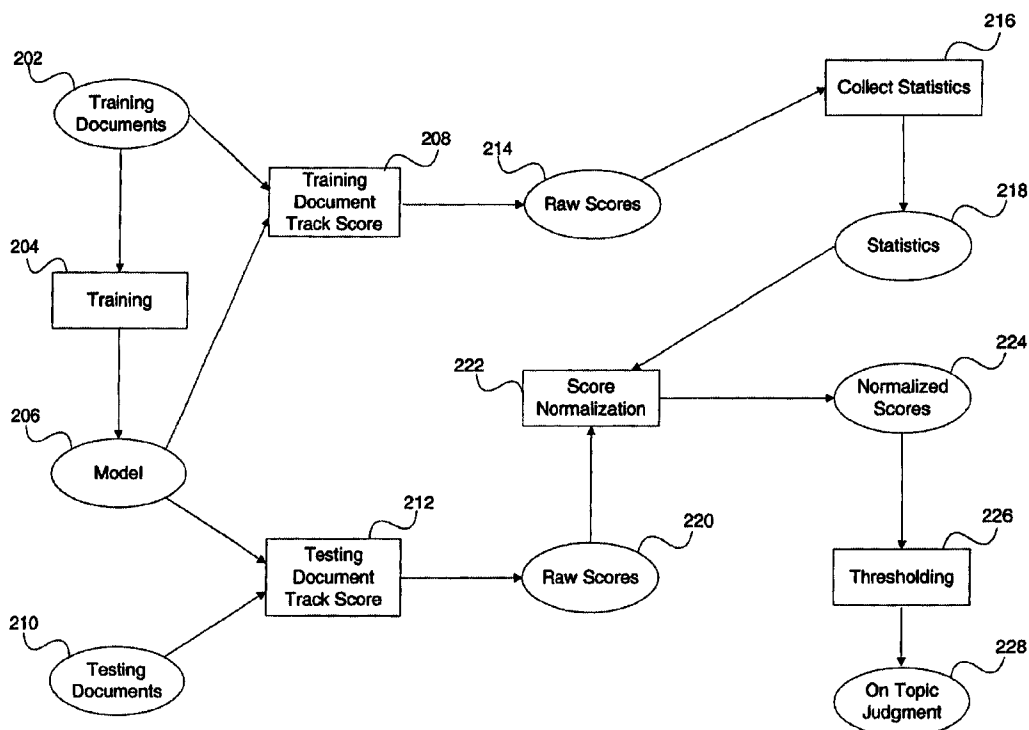 216
202
Collect Statistics
Training
Documents
208
214
Training
Document
Track Score
Raw Scores
218
Statistics
204
Training
222
Score
Normalization
224
Normalized
Scores
206
Model
212
Testing
Document
Track Score
220
Raw Scores
226
Thresholding
210
Testing
Documents
228
On Topic
Judgment